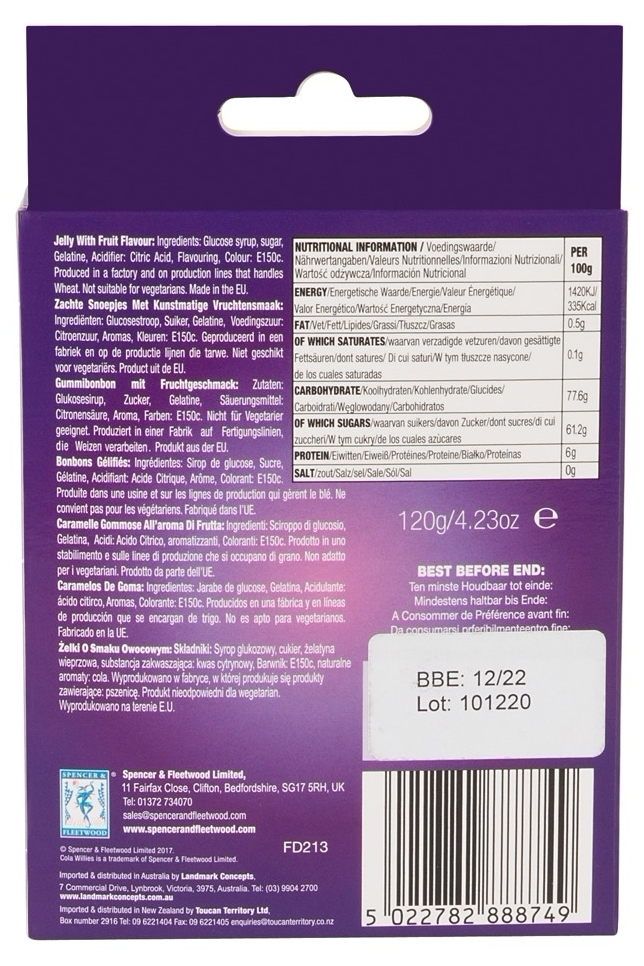 Jelly With Fruit Flavour: Ingredients: Glucose syrup, sugar,
Gelatine, Acidifier: Citric Acid, Flavouring, Colour: E150c.
Produced in a factory and on production lines that handles
Wheat. Not suitable for vegetarians. Made in the EU.
Zachte Snoepjes Met Kunstmatige Vruchtensmaak:
Ingrediënten: Glucosestroop, Suiker, Gelatine, Voedingszuur:
Citroenzuur, Aromas, Kleuren: E150c. Geproduceerd in een
fabriek en op de productie lijnen die tarwe. Niet geschikt
voor vegetariërs. Product uit de EU.
Gummibonbon mit Fruchtgeschmack: Zutaten:
Glukosesirup, Zucker, Gelatine, Säuerungsmittel:
Citronensäure, Aroma, Farben: E150c. Nicht für Vegetarier
geeignet. Produziert in einer Fabrik auf Fertigungslinien,
die Weizen verarbeiten. Produkt aus der EU.
Bonbons Gélifiés: Ingrédientes: Sirop de glucose, Sucre,
Gélatine, Acidifiant: Acide Citrique, Arôme, Colorant: E150c.
Produite dans une usine et sur les lignes de production qui gèrent le blé. Ne
convient pas pour les végétariens. Fabriqué dans l'UE.
Caramelle Gommose All'aroma Di Frutta: Ingredienti: Sciroppo di glucosio,
Gelatina, Acidi: Acido Citrico, aromatizzanti, Coloranti: E150c. Prodotto in uno
stabilimento e sulle linee di produzione che si occupano di grano. Non adatto
per i vegetariani. Prodotto da parte dell'UE.
Caramelos De Goma: Ingredientes: Jarabe de glucose, Gelatina, Acidulante:
ácido cítirco, Aromas, Colorante: E150c. Producidos en una fábrica y en líneas
de producción que se encargan de trigo. No es apto para vegetarianos.
Fabricado en la UE.
Żelki O Smaku Owocowym: Składniki: Syrop glukozowy, cukier, żelatyna
wieprzowa, substancja zakwaszająca: kwas cytrynowy, Barwnik: E150c, naturalne
aromaty: cola. Wyprodukowano w fabryce, w której produkuje się produkty
zawierające: pszenicę. Produkt nieodpowiedni dla wegetarian.
Wyprodukowano na terenie E.U.
NUTRITIONAL INFORMATION / Voedingswaarde/
Nährwertangaben/Valeurs Nutritionnelles/Informazioni Nutrizionali/
Wartość odżywcza/Información Nutricional
PER
100g
ENERGY/Energetische Waarde/Energie/Valeur Énergétique/
Valor Energético/Wartość Energetyczna/Energía
1420KJ/
335Kcal
FAT/Vet/Fett/Lipides/Grassi/Tłuszcz/Grasas 0.5g
OF WHICH SATURATES/waarvan verzadigde vetzuren/davon gesättigte
Fettsäuren/dont satures/ Di cui saturi/W tym tłuszcze nasycone/
de los cuales saturadas
0.1g
CARBOHYDRATE/Koolhydraten/Kohlenhydrate/Glucides/
Carboidrati/Węglowodany/Carbohidratos
77.6g
OF WHICH SUGARS/waarvan suikers/davon Zucker/dont sucres/di cui
zuccheri/W tym cukry/de los cuales azúcares
61.2g
PROTEIN/Eiwitten/Eiweiß/Protéines/Proteine/Białko/Proteinas 6g
SALT/zout/Salz/sel/Sale/Sól/Sal 0g
120g/4.23oz ℮
BEST BEFORE END:
Ten minste Houdbaar tot einde:
Mindestens haltbar bis Ende:
A Consommer de Préférence avant fin:
Da consumarsi prferibilmenteentro fine:
BBE: 12/22
Lot: 101220
SPENCER &
FLEETWOOD
®
Spencer & Fleetwood Limited,
11 Fairfax Close, Clifton, Bedfordshire, SG17 5RH, UK
Tel: 01372 734070
sales@spencerandfleetwood.com
www.spencerandfleetwood.com
© Spencer & Fleetwood Limited 2017.
Cola Willies is a trademark of Spencer & Fleetwood Limited.
FD213
Imported & distributed in Australia by Landmark Concepts,
7 Commercial Drive, Lynbrook, Victoria, 3975, Australia. Tel: (03) 9904 2700
www.landmarkconcepts.com.au
Imported & distributed in New Zealand by Toucan Territory Ltd,
Box number 2916 Tel: 09 6221404 Fax: 09 6221405 enquiries@toucanterritory.co.nz
5 022782 888749